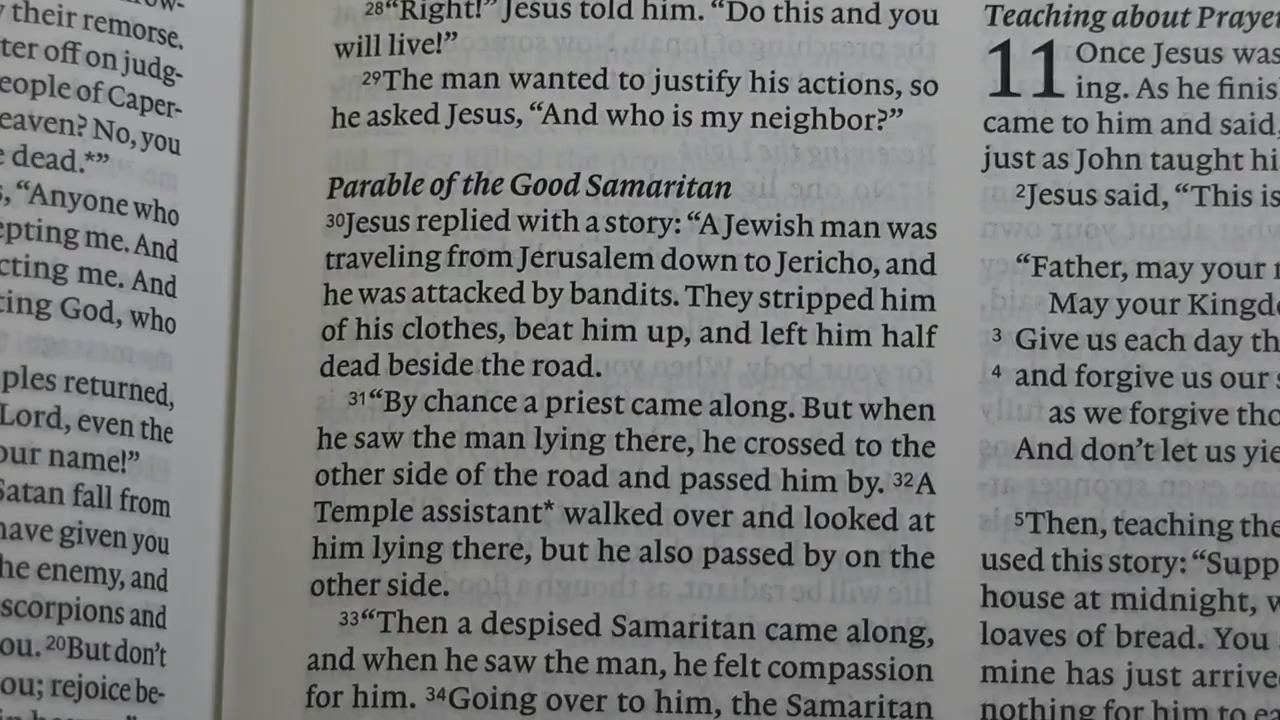 their remorse.
ter off on judg-
eople of Caper-
eaven? No, you
dead.*”
“Anyone who
epting me. And
cting me. And
ting God, who
ples returned,
Lord, even the
our name!”
Satan fall from
have given you
he enemy, and
scorpions and
ou. 20But don’t
ou; rejoice be-
28“Right!” Jesus told him. “Do this and you
will live!”
29The man wanted to justify his actions, so
he asked Jesus, “And who is my neighbor?”
Parable of the Good Samaritan
30Jesus replied with a story: “A Jewish man was
traveling from Jerusalem down to Jericho, and
he was attacked by bandits. They stripped him
of his clothes, beat him up, and left him half
dead beside the road.
31“By chance a priest came along. But when
he saw the man lying there, he crossed to the
other side of the road and passed him by. 32A
Temple assistant* walked over and looked at
him lying there, but he also passed by on the
other side.
33“Then a despised Samaritan came along,
and when he saw the man, he felt compassion
for him. 34Going over to him, the Samaritan
Teaching about Prayer
11 Once Jesus was
ing. As he finis
came to him and said,
just as John taught hi
2Jesus said, “This is
“Father, may your
May your Kingd
3 Give us each day th
4 and forgive us our
as we forgive tho
And don’t let us yie
5Then, teaching the
used this story: “Supp
house at midnight, w
loaves of bread. You
mine has just arrive
nothing for him to ea